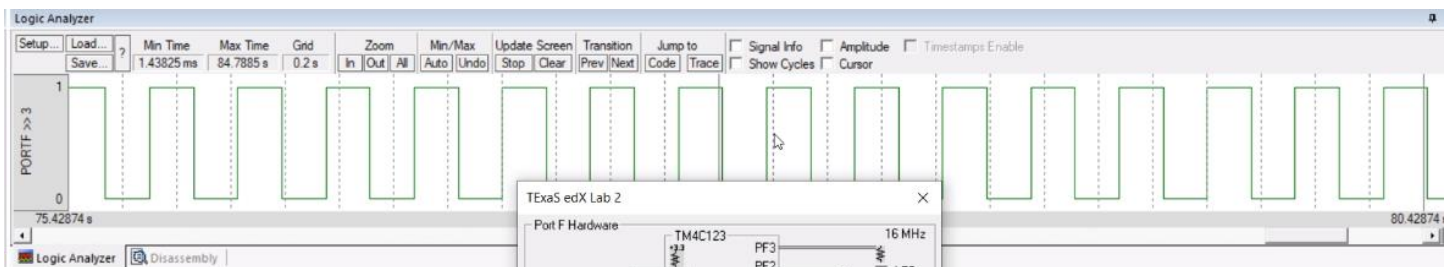 Logic Analyzer
Setup... Load... ? Min Time Max Time Grid Zoom Min/Max Update Screen Transition Jump to Signal Info Amplitude Timestamps Enable
Save... 1.43825 ms 84.7885 s 0.2 s In Out All Auto Undo Stop Clear Prev Next Code Trace Show Cycles Cursor
1
PORTF >> 3
0
75.42874 s 80.42874
TExaS edX Lab 2
Port F Hardware
TM4C123 16 MHz
+3.3 PF3
PF2
Logic Analyzer Disassembly